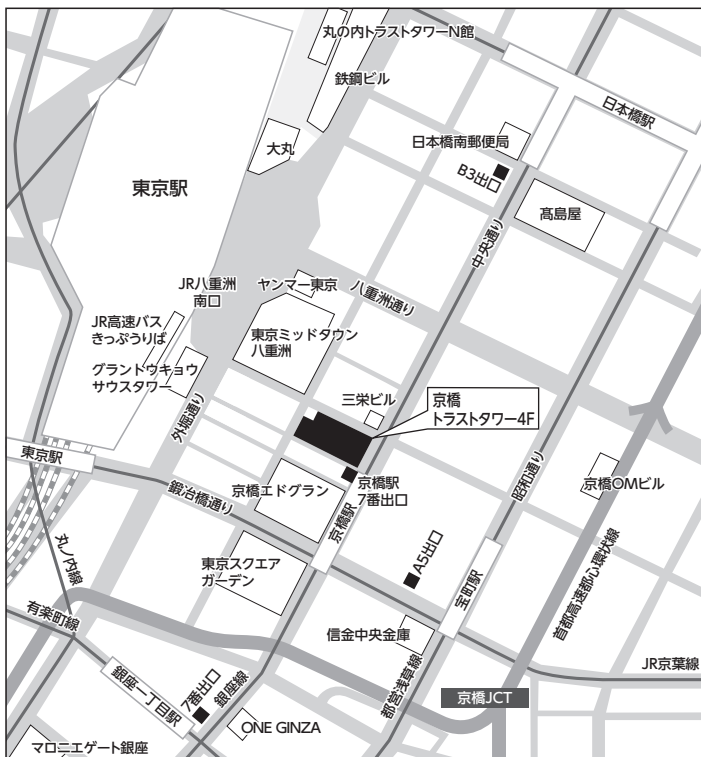 丸の内トラストタワーN館
鉄鋼ビル
日本橋駅
大丸
日本橋南郵便局
B3出口
東京駅
髙島屋
中央通り
JR八重洲
南口
ヤンマー東京
八重洲通り
JR高速バス
きっぷうりば
東京ミッドタウン
八重洲
グランドウキョウ
サウスタワー
三栄ビル
京橋
トラストタワー4F
外堀通り
東京駅
昭和通り
鍛冶橋通り
京橋エドグラン
京橋駅
7番出口
京橋OMビル
京橋駅
丸ノ内線
東京スクエア
ガーデン
A5出口
宝町駅
首都高速都心環状線
有楽町線
信金中央金庫
JR京葉線
銀座一丁目駅
7番出口
銀座線
都営浅草線
京橋JCT
ONE GINZA
マロニエゲート銀座